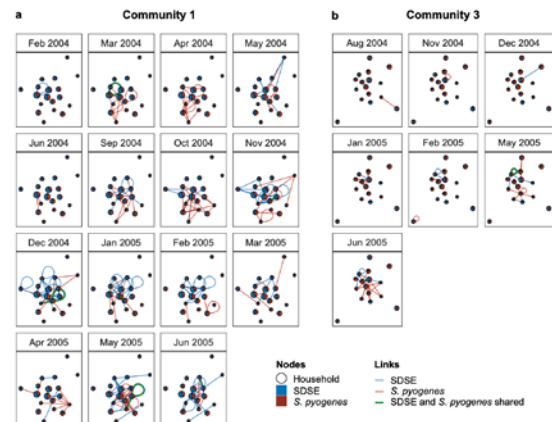 a Community 1
b Community 3
Feb 2004 Mar 2004 Apr 2004 May 2004
Aug 2004 Nov 2004 Dec 2004
Jun 2004 Sep 2004 Oct 2004 Nov 2004
Jan 2005 Feb 2005 May 2005
Dec 2004 Jan 2005 Feb 2005 Mar 2005
Jun 2005
Apr 2005 May 2005 Jun 2005
Nodes
Household
SDSE
S. pyogenes
Links
SDSE
S. pyogenes
SDSE and S. pyogenes shared